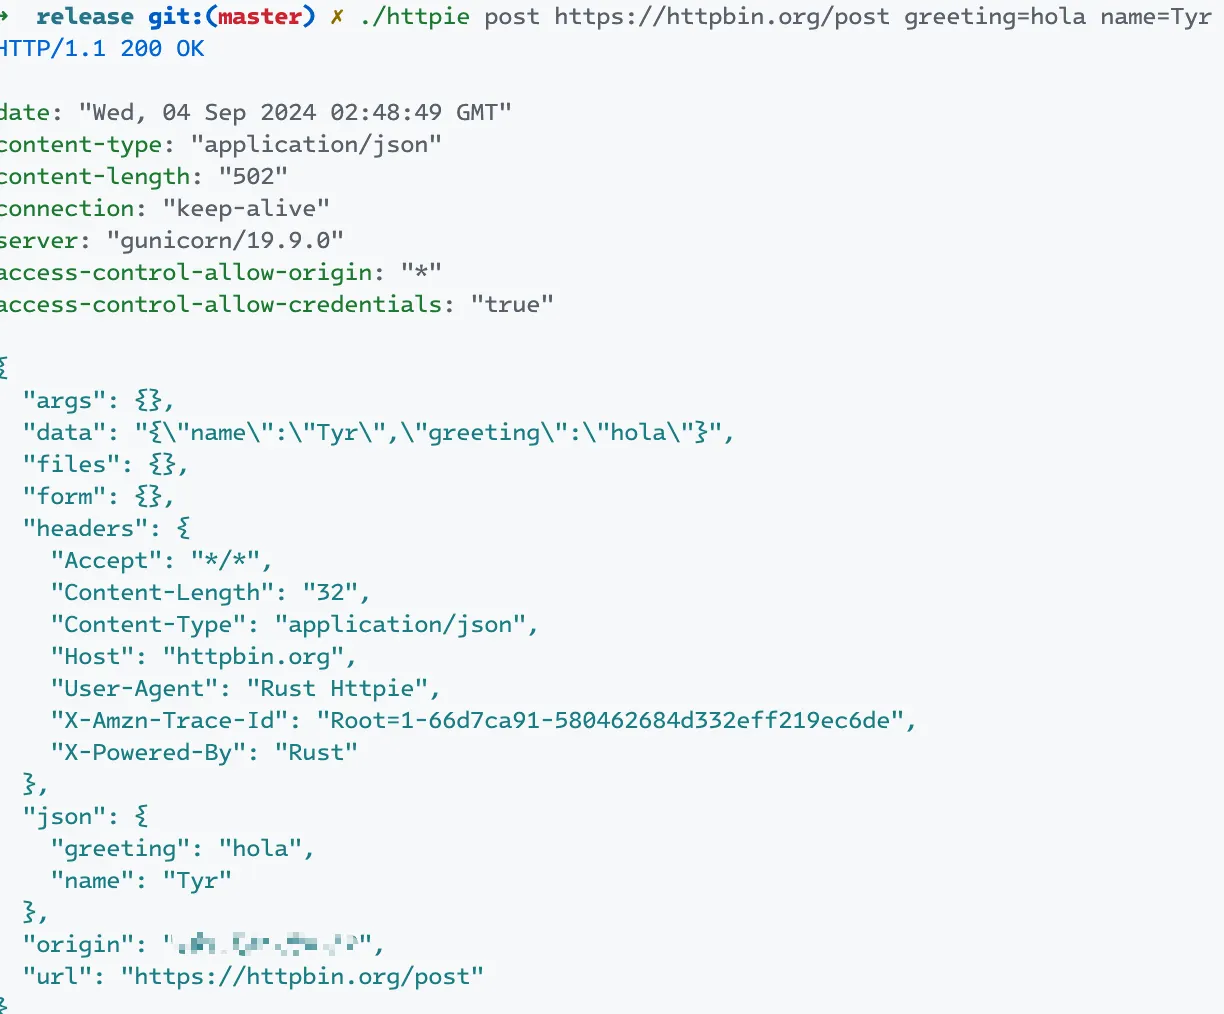 ➜ release git:(master) ✗ ./httpie post https://httpbin.org/post greeting=hola name=Tyr
HTTP/1.1 200 OK
date: "Wed, 04 Sep 2024 02:48:49 GMT"
content-type: "application/json"
content-length: "502"
connection: "keep-alive"
server: "gunicorn/19.9.0"
access-control-allow-origin: "*"
access-control-allow-credentials: "true"
{
  "args": {},
  "data": "{\"name\":\"Tyr\",\"greeting\":\"hola\"}",
  "files": {},
  "form": {},
  "headers": {
    "Accept": "*/*",
    "Content-Length": "32",
    "Content-Type": "application/json",
    "Host": "httpbin.org",
    "User-Agent": "Rust Httpie",
    "X-Amzn-Trace-Id": "Root=1-66d7ca91-580462684d332eff219ec6de",
    "X-Powered-By": "Rust"
  },
  "json": {
    "greeting": "hola",
    "name": "Tyr"
  },
  "origin": "",
  "url": "https://httpbin.org/post"
}